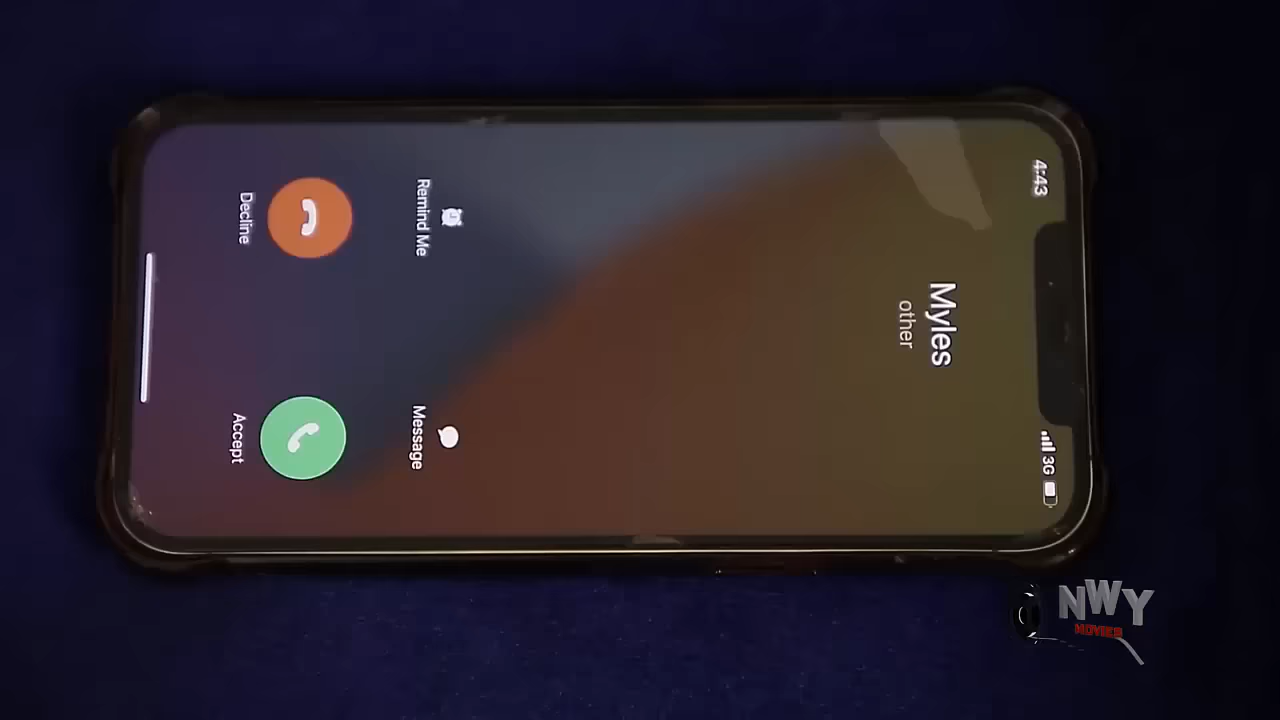 4:43
3G
Myles
other
Remind Me
Message
Decline
Accept
NWY
MOVIES